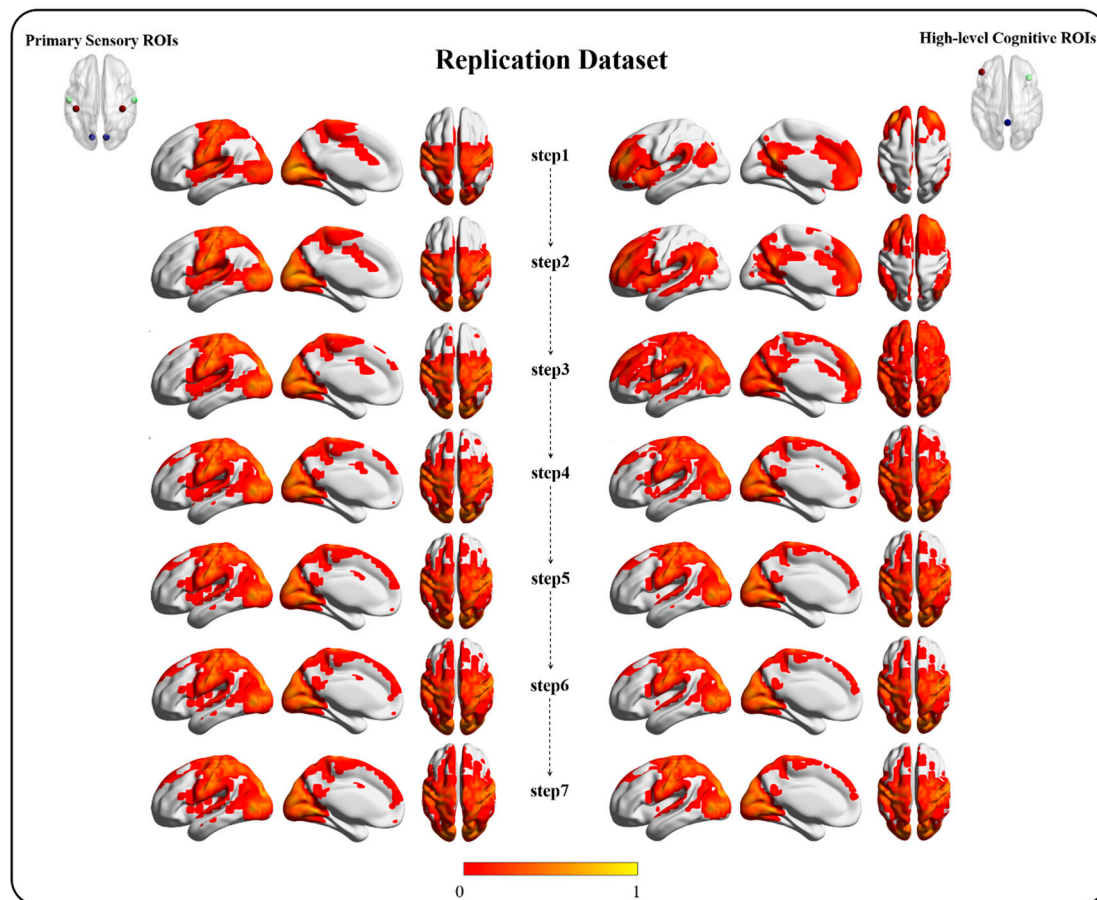 Primary Sensory ROIs
High-level Cognitive ROIs
Replication Dataset
step1
step2
step3
step4
step5
step6
step7
0
1